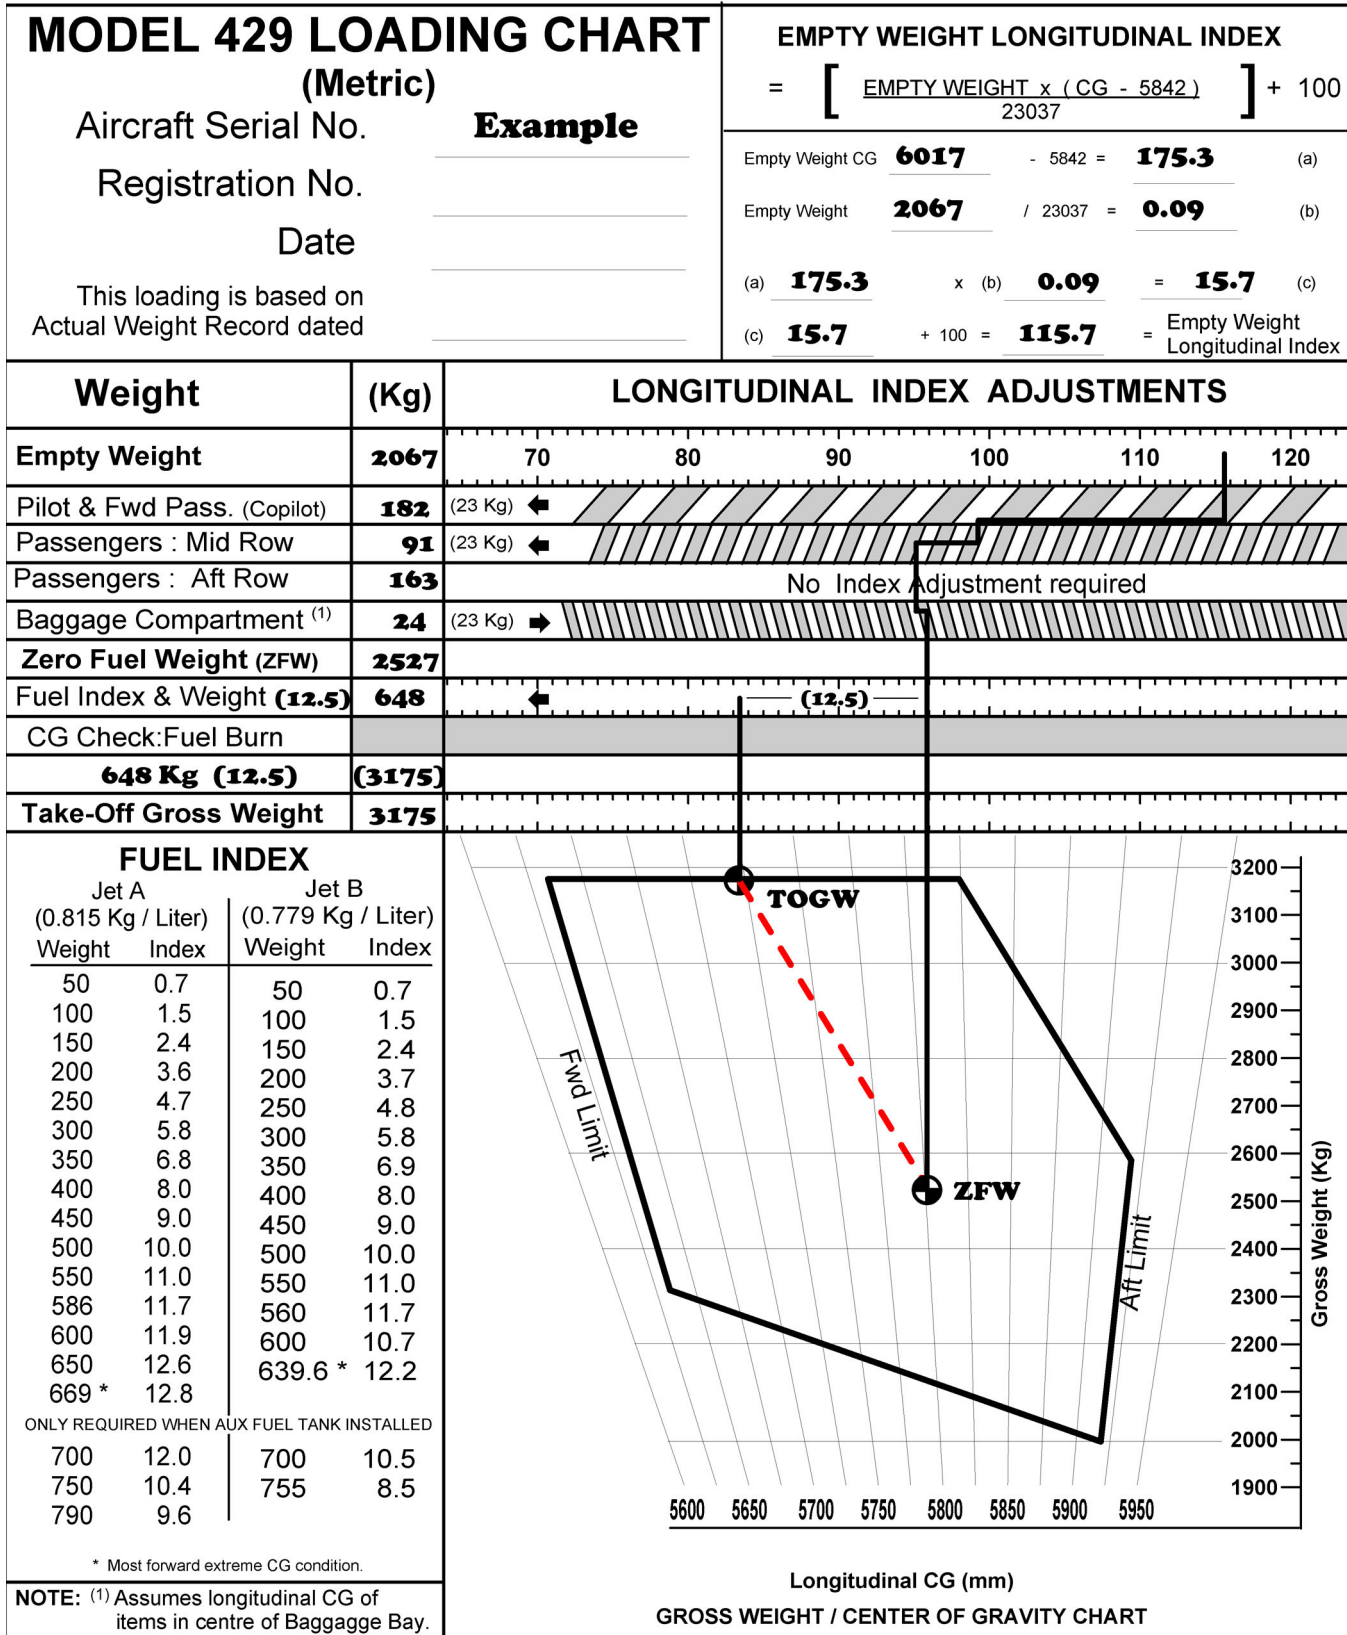 MODEL 429 LOADING CHART
(Metric)
Aircraft Serial No. Example
Registration No.
Date
This loading is based on
Actual Weight Record dated
EMPTY WEIGHT LONGITUDINAL INDEX
= [ EMPTY WEIGHT x ( CG - 5842 ) ] + 100
23037
Empty Weight CG 6017 - 5842 = 175.3 (a)
Empty Weight 2067 / 23037 = 0.09 (b)
(a) 175.3 x (b) 0.09 = 15.7 (c)
(c) 15.7 + 100 = 115.7 = Empty Weight
Longitudinal Index
Weight (Kg) LONGITUDINAL INDEX ADJUSTMENTS
Empty Weight 2067 70 80 90 100 110 120
Pilot & Fwd Pass. (Copilot) 182 (23 Kg)
Passengers : Mid Row 91 (23 Kg)
Passengers : Aft Row 163 No Index Adjustment required
Baggage Compartment (1) 24 (23 Kg)
Zero Fuel Weight (ZFW) 2527
Fuel Index & Weight (12.5) 648 (12.5)
CG Check:Fuel Burn
648 Kg (12.5) (3175)
Take-Off Gross Weight 3175
FUEL INDEX
Jet A Jet B
(0.815 Kg / Liter) (0.779 Kg / Liter)
Weight Index Weight Index
50 0.7 50 0.7
100 1.5 100 1.5
150 2.4 150 2.4
200 3.6 200 3.7
250 4.7 250 4.8
300 5.8 300 5.8
350 6.8 350 6.9
400 8.0 400 8.0
450 9.0 450 9.0
500 10.0 500 10.0
550 11.0 550 11.0
586 11.7 560 11.7
600 11.9 600 10.7
650 12.6 639.6 * 12.2
669 * 12.8
ONLY REQUIRED WHEN AUX FUEL TANK INSTALLED
700 12.0 700 10.5
750 10.4 755 8.5
790 9.6
* Most forward extreme CG condition.
NOTE: (1) Assumes longitudinal CG of
items in centre of Baggagge Bay.
TOGW
ZFW
Fwd Limit
Aft Limit
3200
3100
3000
2900
2800
2700
2600
2500
2400
2300
2200
2100
2000
1900
Gross Weight (Kg)
5600 5650 5700 5750 5800 5850 5900 5950
Longitudinal CG (mm)
GROSS WEIGHT / CENTER OF GRAVITY CHART